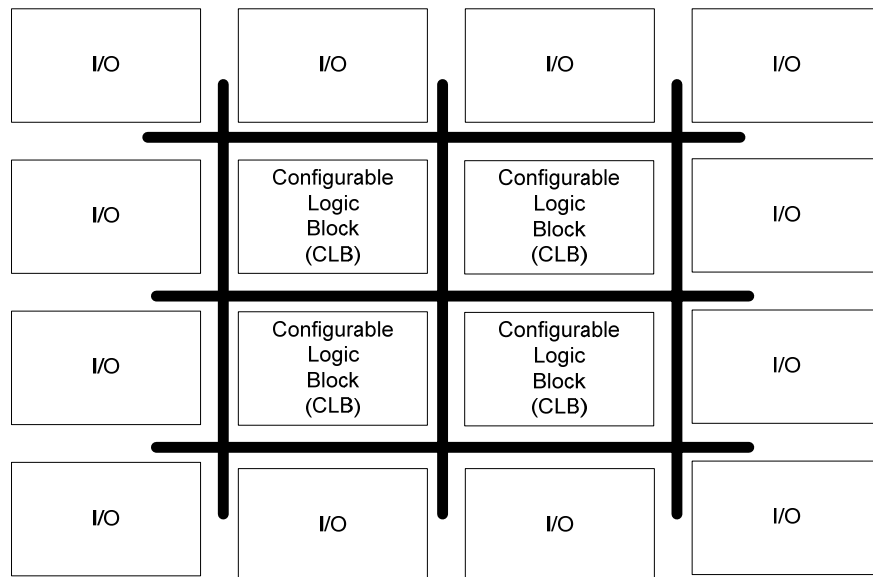 I/O
I/O
I/O
I/O
I/O
Configurable
Logic
Block
(CLB)
Configurable
Logic
Block
(CLB)
I/O
I/O
Configurable
Logic
Block
(CLB)
Configurable
Logic
Block
(CLB)
I/O
I/O
I/O
I/O
I/O